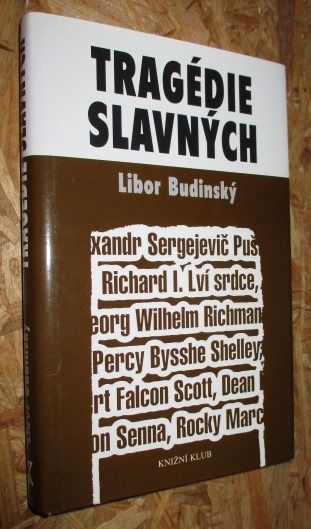 TRAGÉDIE
SLAVNÝCH
Libor Budinský
xandr Sergejevič Puš
Richard I. Lví srdce,
eorg Wilhelm Richman
Percy Bysshe Shelley,
rt Falcon Scott, Dean
on Senna, Rocky Marc
KNIŽNÍ KLUB